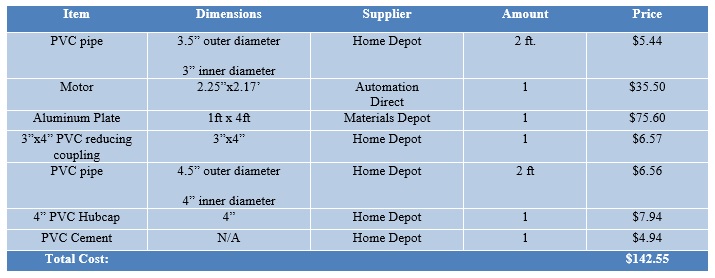 Item Dimensions Supplier Amount Price
PVC pipe 3.5” outer diameter Home Depot 2 ft. $5.44
3” inner diameter
Motor 2.25”x2.17’ Automation 1 $35.50
Direct
Aluminum Plate 1ft x 4ft Materials Depot 1 $75.60
3”x4” PVC reducing 3”x4” Home Depot 1 $6.57
coupling
PVC pipe 4.5” outer diameter Home Depot 2 ft $6.56
4” inner diameter
4” PVC Hubcap 4” Home Depot 1 $7.94
PVC Cement N/A Home Depot 1 $4.94
Total Cost: $142.55